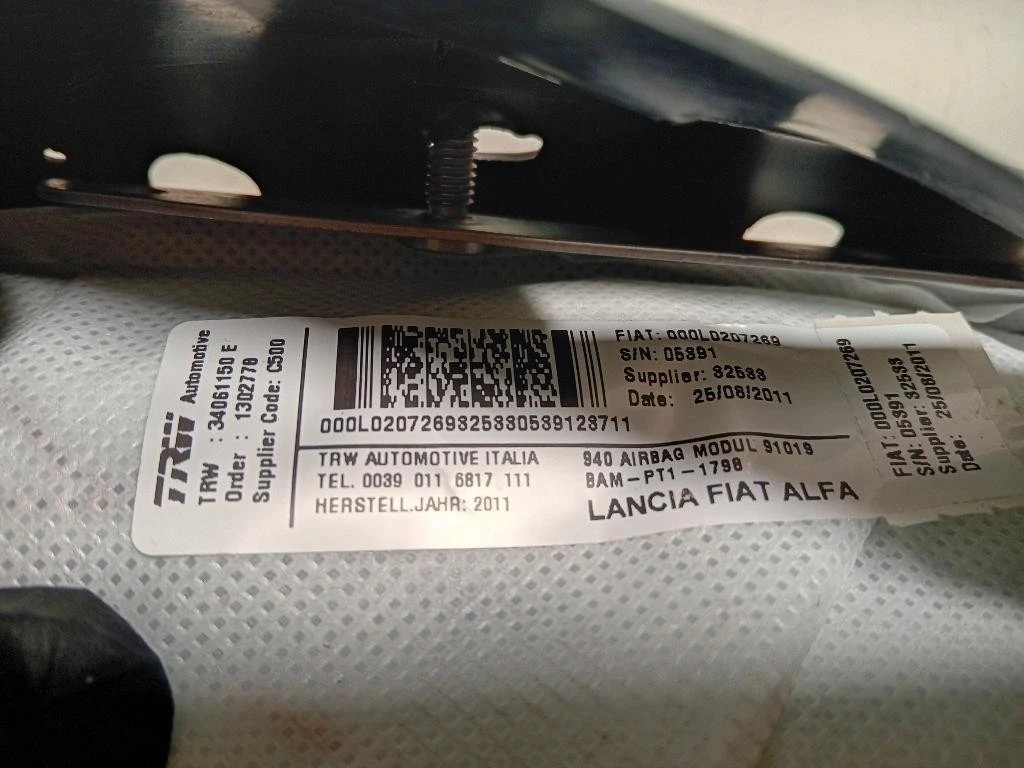 TRW Automotive
TRW : 34061150 E
Order : 1302778
Supplier Code: C500
FIAT: 000L0207269
S/N: 05391
Supplier: 32533
Date: 25/08/2011
000L0207269325330539123711
TRW AUTOMOTIVE ITALIA
TEL. 0039 011 6817 111
HERSTELL.JAHR: 2011
940 AIRBAG MODUL 91019
BAM-PT1-1798
LANCIA FIAT ALFA
FIAT: 000L0207269
S/N: 05391
Supplier: 32533
Date: 25/08/2011